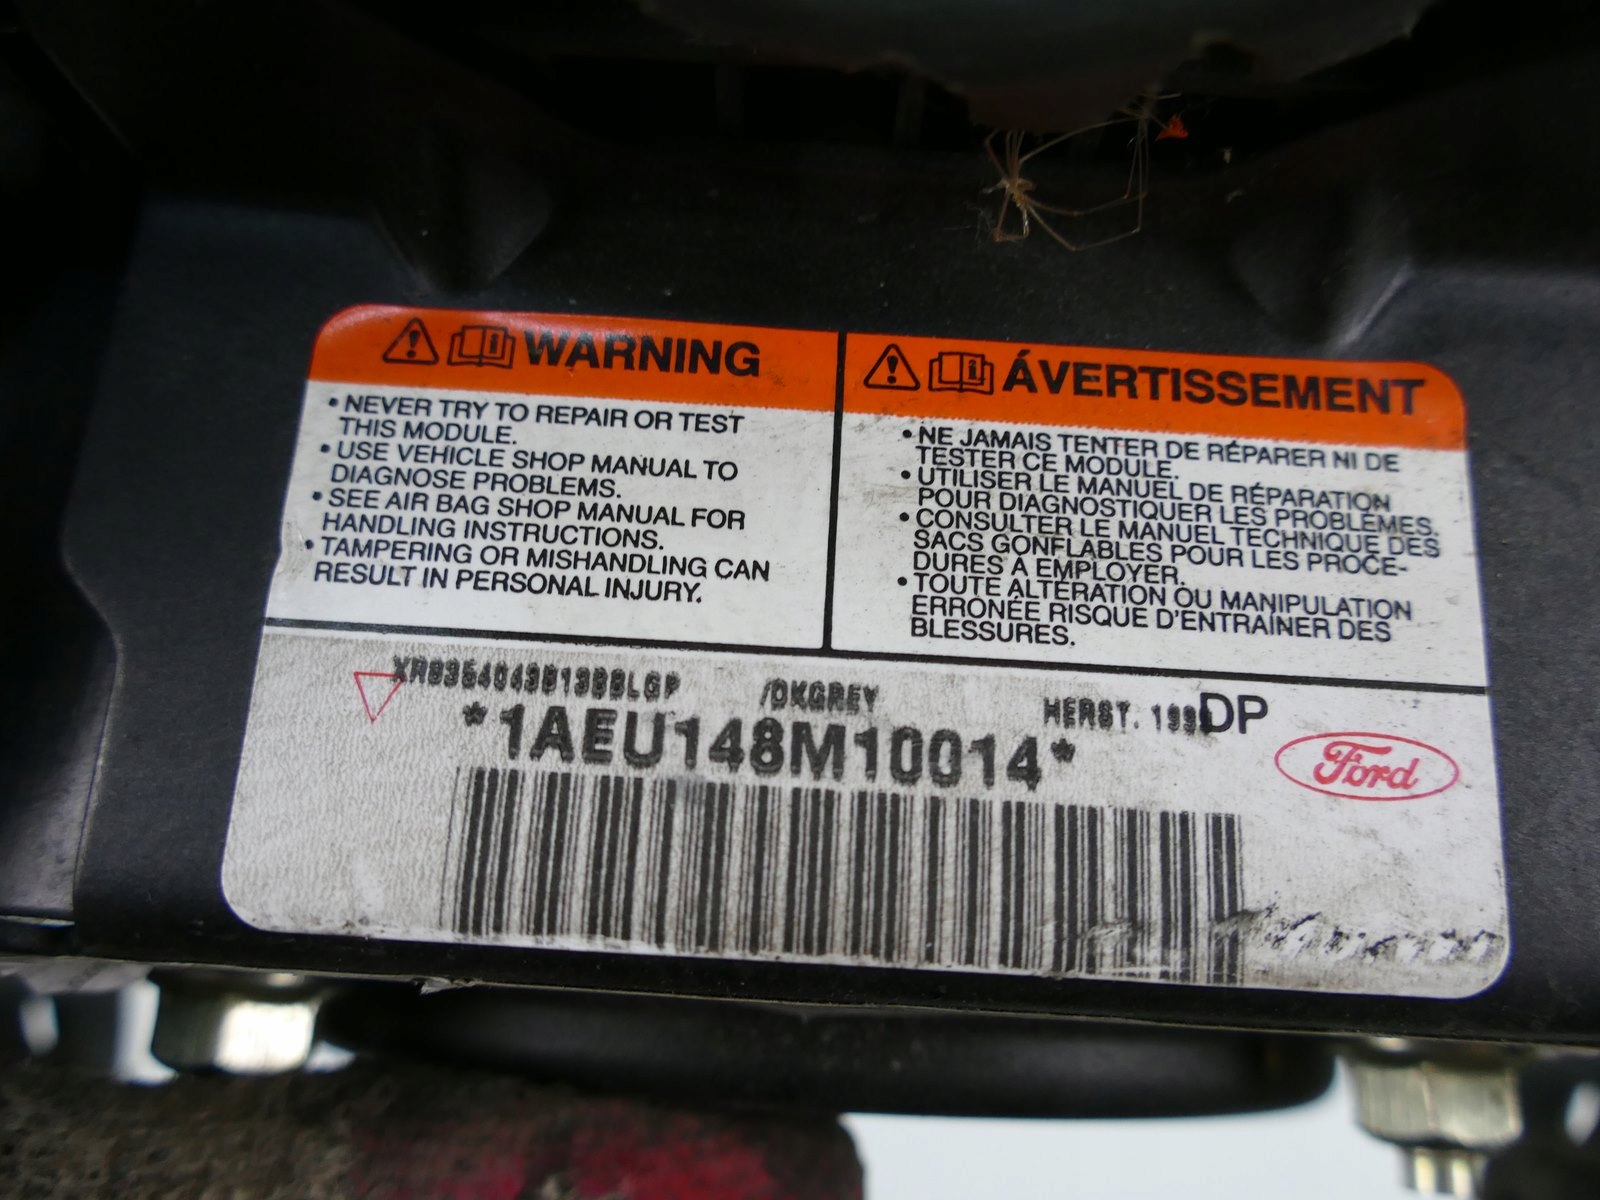 WARNING
• NEVER TRY TO REPAIR OR TEST
THIS MODULE.
• USE VEHICLE SHOP MANUAL TO
DIAGNOSE PROBLEMS.
• SEE AIR BAG SHOP MANUAL FOR
HANDLING INSTRUCTIONS.
• TAMPERING OR MISHANDLING CAN
RESULT IN PERSONAL INJURY.
ÁVERTISSEMENT
• NE JAMAIS TENTER DE RÉPARER NI DE
TESTER CE MODULE.
• UTILISER LE MANUEL DE RÉPARATION
POUR DIAGNOSTIQUER LES PROBLÊMES.
• CONSULTER LE MANUEL TECHNIQUE DES
SACS GONFLABLES POUR LES PROCE-
DURES A EMPLOYER.
• TOUTE ALTÉRATION OU MANIPULATION
ERRONÉE RISQUE D'ENTRAINER DES
BLESSURES.
/DKGREY
HERST. DP
*1AEU148M10014*
Ford